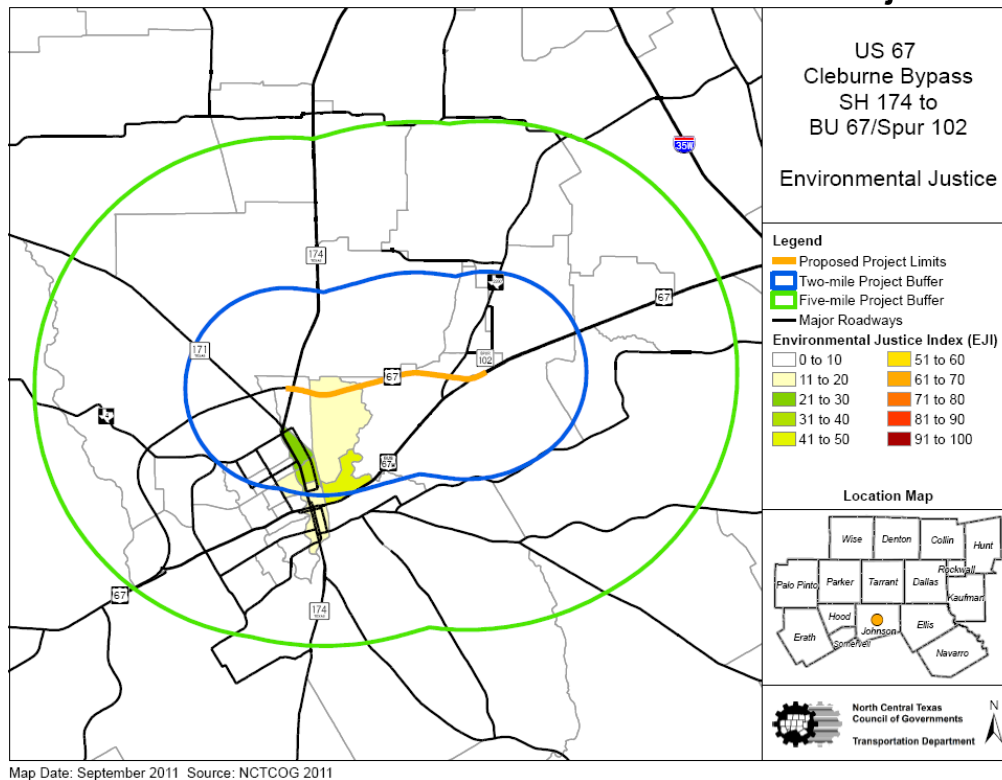 US 67
Cleburne Bypass
SH 174 to
BU 67/Spur 102
Environmental Justice
35W
174
TEXAS
67
102
171
TEXAS
67
BUS
67
67
174
TEXAS
Legend
Proposed Project Limits
Two-mile Project Buffer
Five-mile Project Buffer
Major Roadways
Environmental Justice Index (EJI)
0 to 10
51 to 60
11 to 20
61 to 70
21 to 30
71 to 80
31 to 40
81 to 90
41 to 50
91 to 100
Location Map
Wise
Denton
Collin
Hunt
Rockwall
Palo Pinto
Parker
Tarrant
Dallas
Kaufman
Hood
Johnson
Ellis
Erath
Somervell
Navarro
North Central Texas
Council of Governments
Transportation Department
N
Map Date: September 2011 Source: NCTCOG 2011